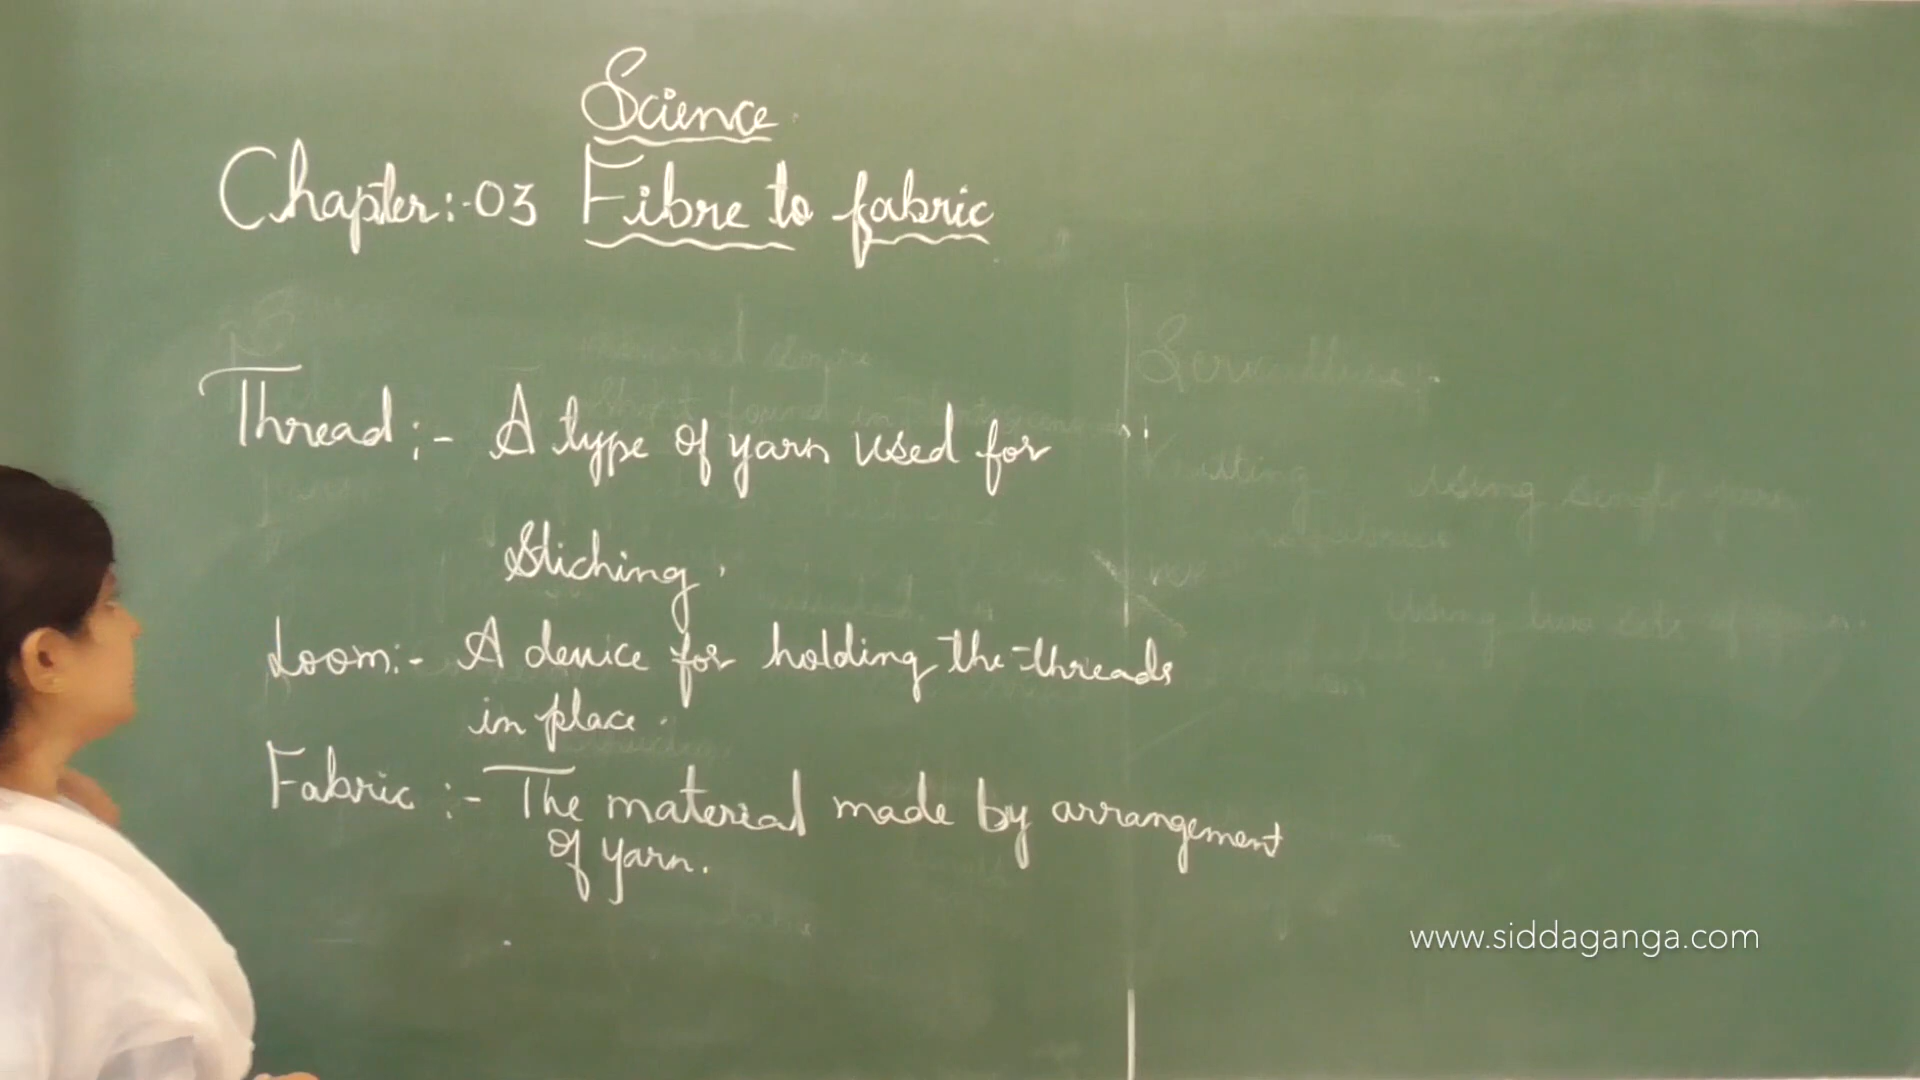 Science
Chapter:-03 Fibre to fabric
Thread:- A type of yarn used for
Stiching.
Loom:- A device for holding the threads
in place.
Fabric:- The material made by arrangement
of yarn.
www.siddaganga.com